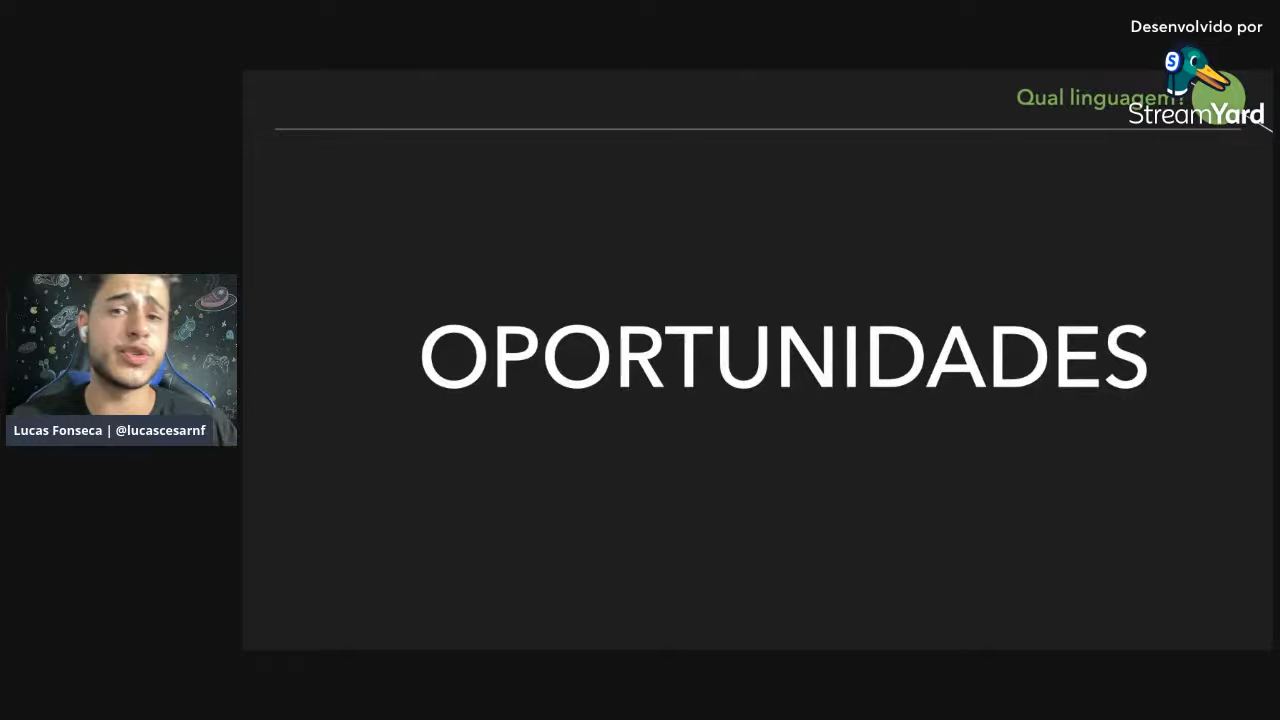 Desenvolvido por
StreamYard
Qual linguagem?
OPORTUNIDADES
Lucas Fonseca | @lucascesarnf